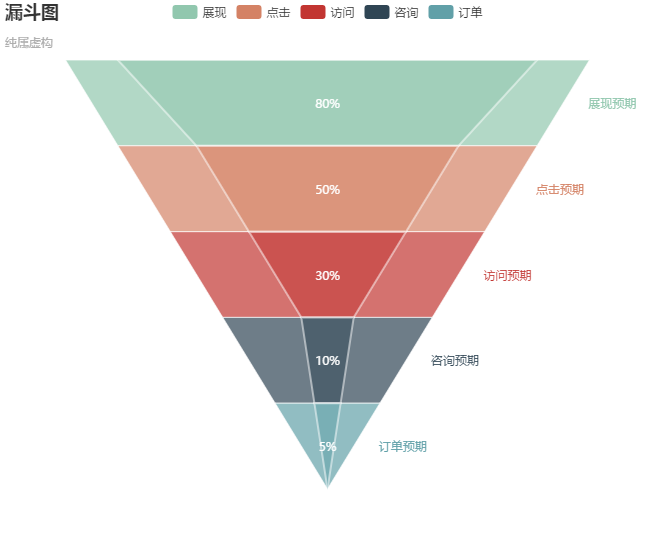 漏斗图
展现 点击 访问 咨询 订单
纯属虚构
80%
展现预期
50%
点击预期
30%
访问预期
10%
咨询预期
5%
订单预期